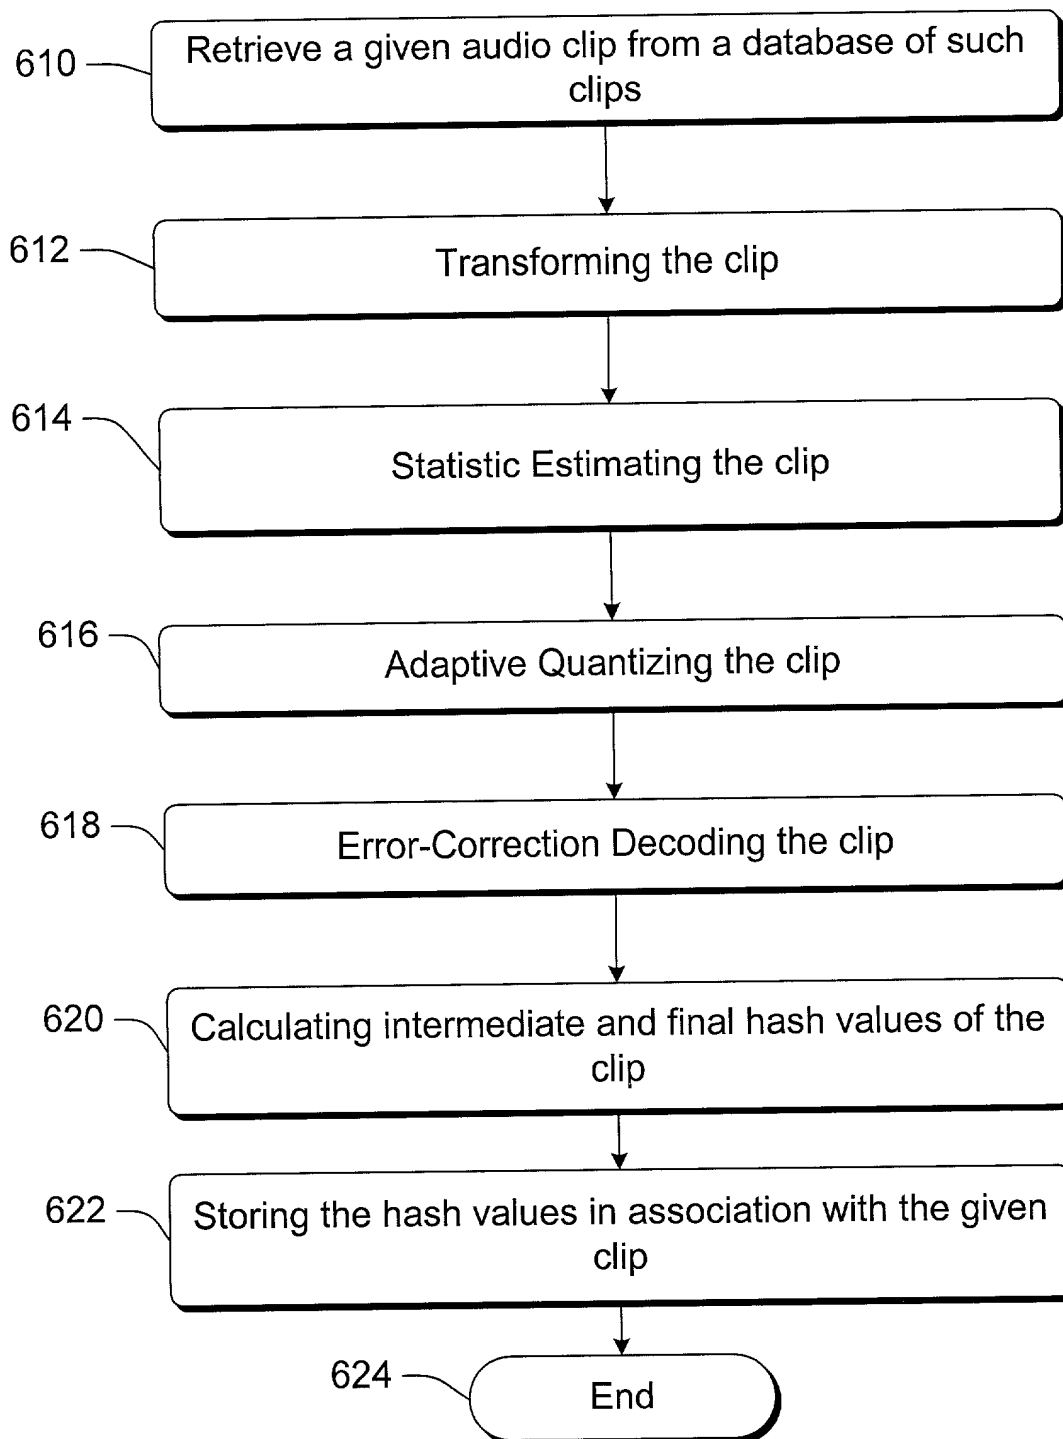 610
Retrieve a given audio clip from a database of such
clips
612
Transforming the clip
614
Statistic Estimating the clip
616
Adaptive Quantizing the clip
618
Error-Correction Decoding the clip
620
Calculating intermediate and final hash values of the
clip
622
Storing the hash values in association with the given
clip
624
End